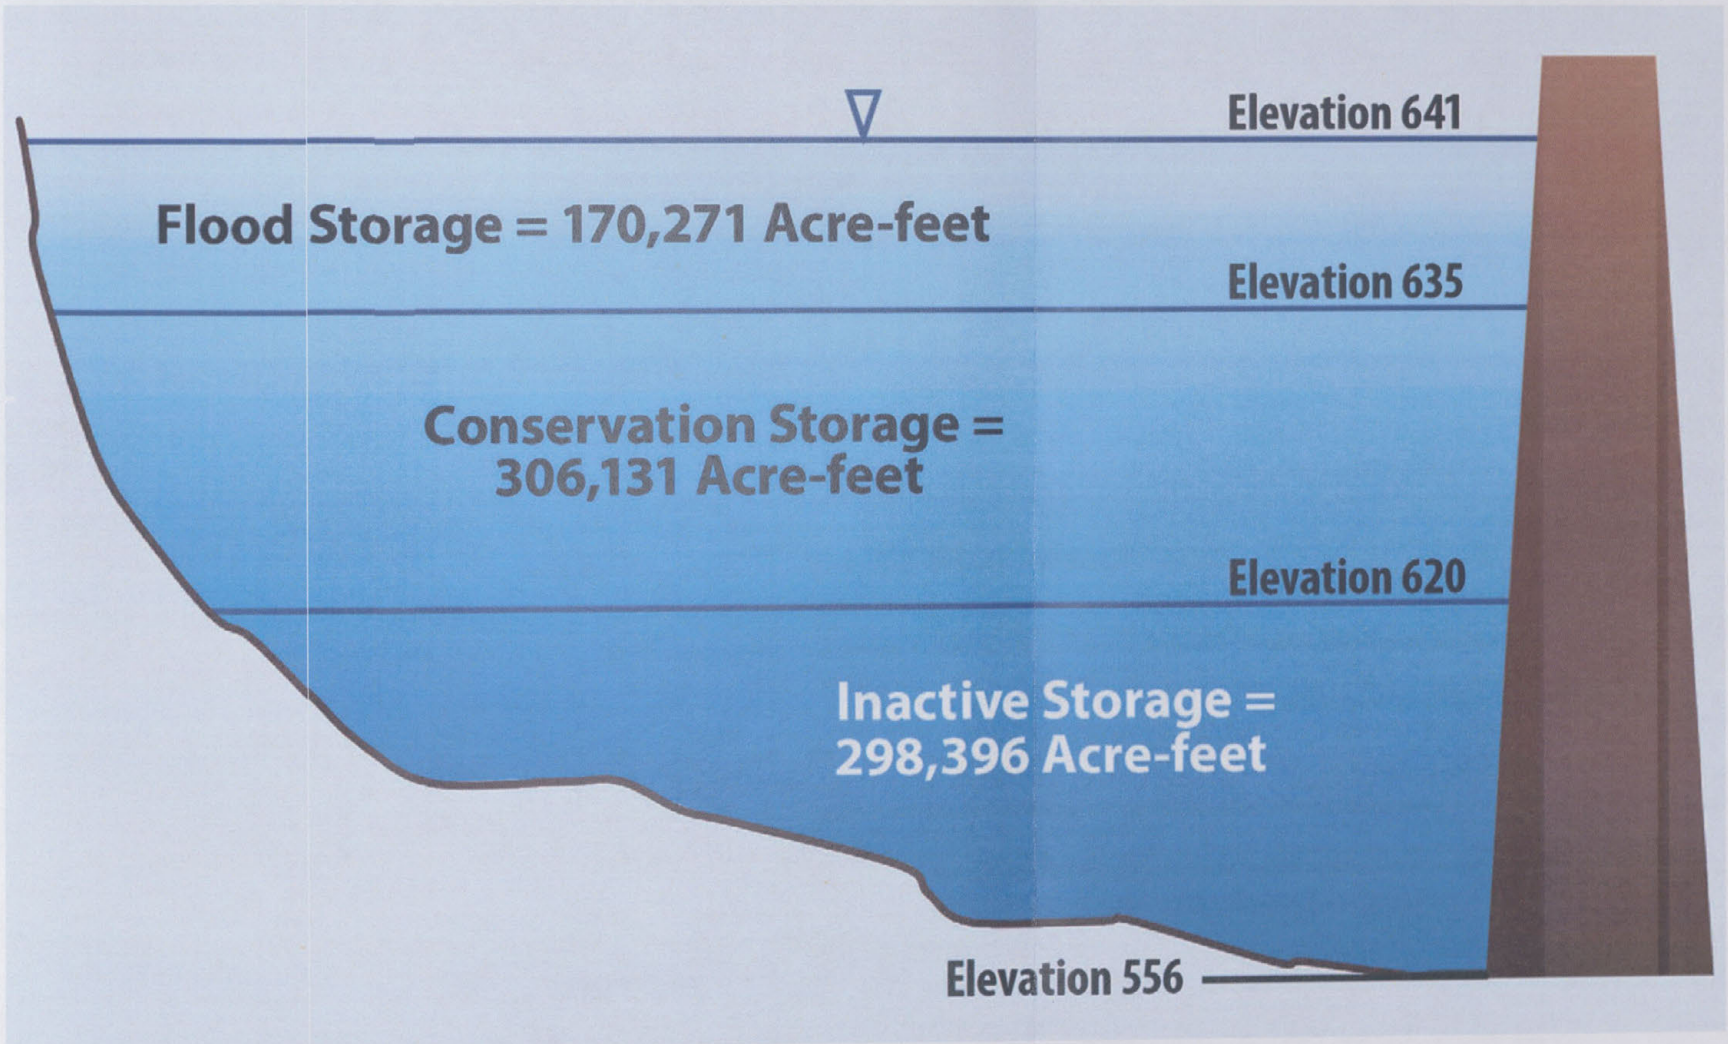 Elevation 641
Flood Storage = 170,271 Acre-feet
Elevation 635
Conservation Storage =
306,131 Acre-feet
Elevation 620
Inactive Storage =
298,396 Acre-feet
Elevation 556